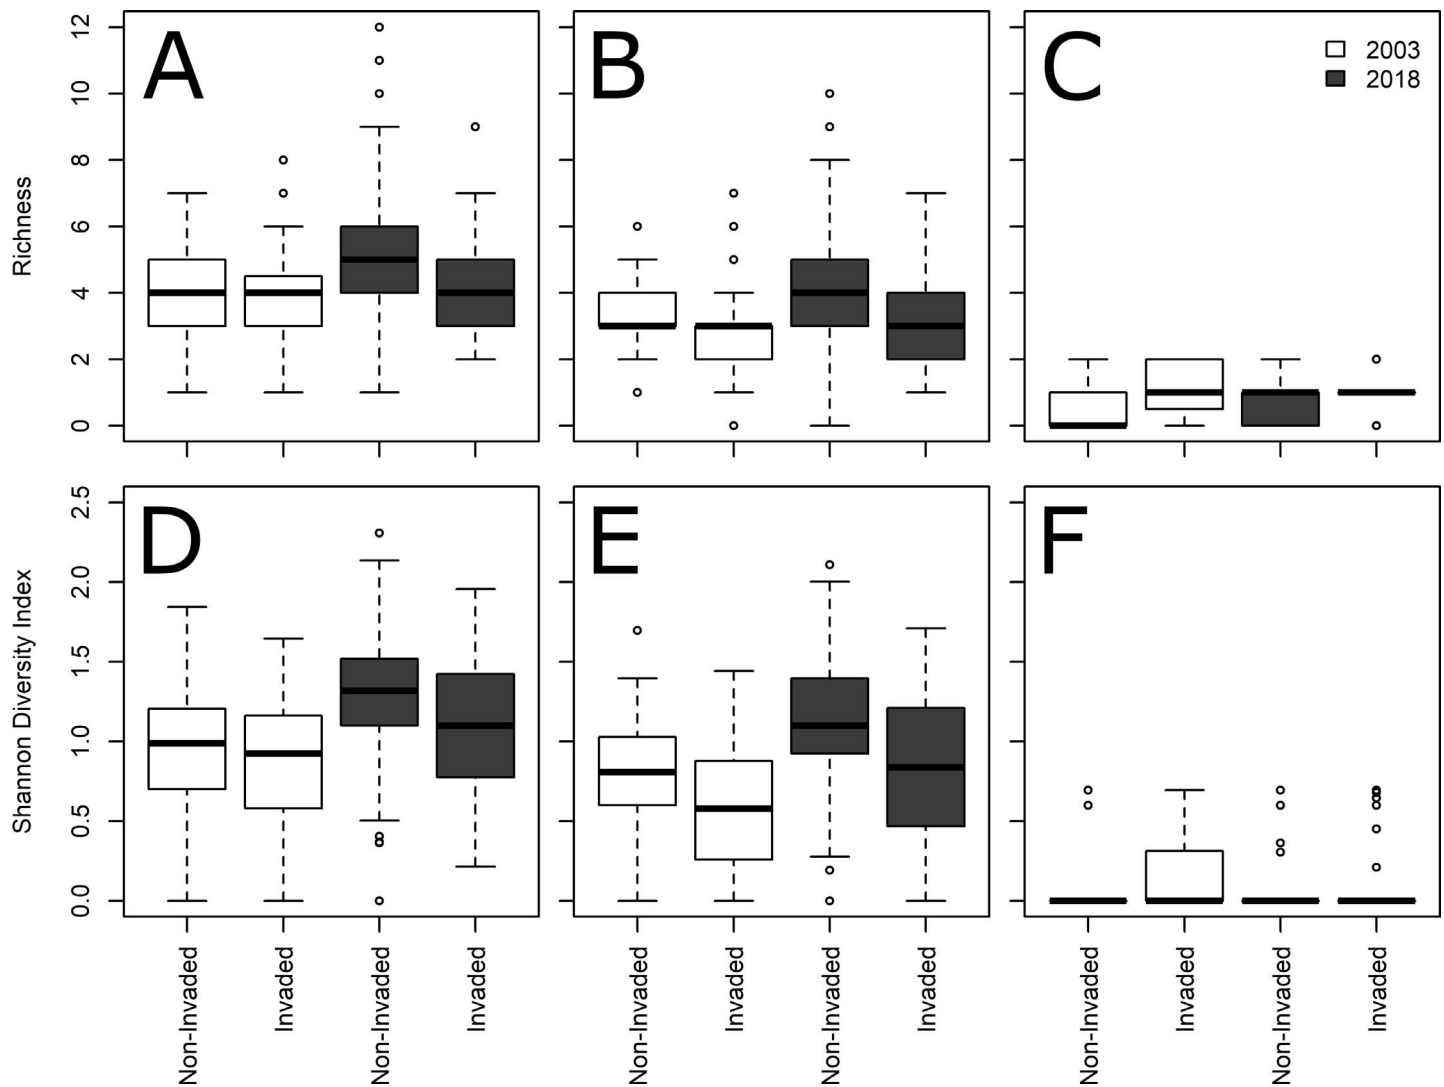 A
B
C
2003
2018
Richness
12
10
8
6
4
2
0
D
E
F
Shannon Diversity Index
2.5
2.0
1.5
1.0
0.5
0.0
Non-Invaded
Invaded
Non-Invaded
Invaded
Non-Invaded
Invaded
Non-Invaded
Invaded
Non-Invaded
Invaded
Non-Invaded
Invaded